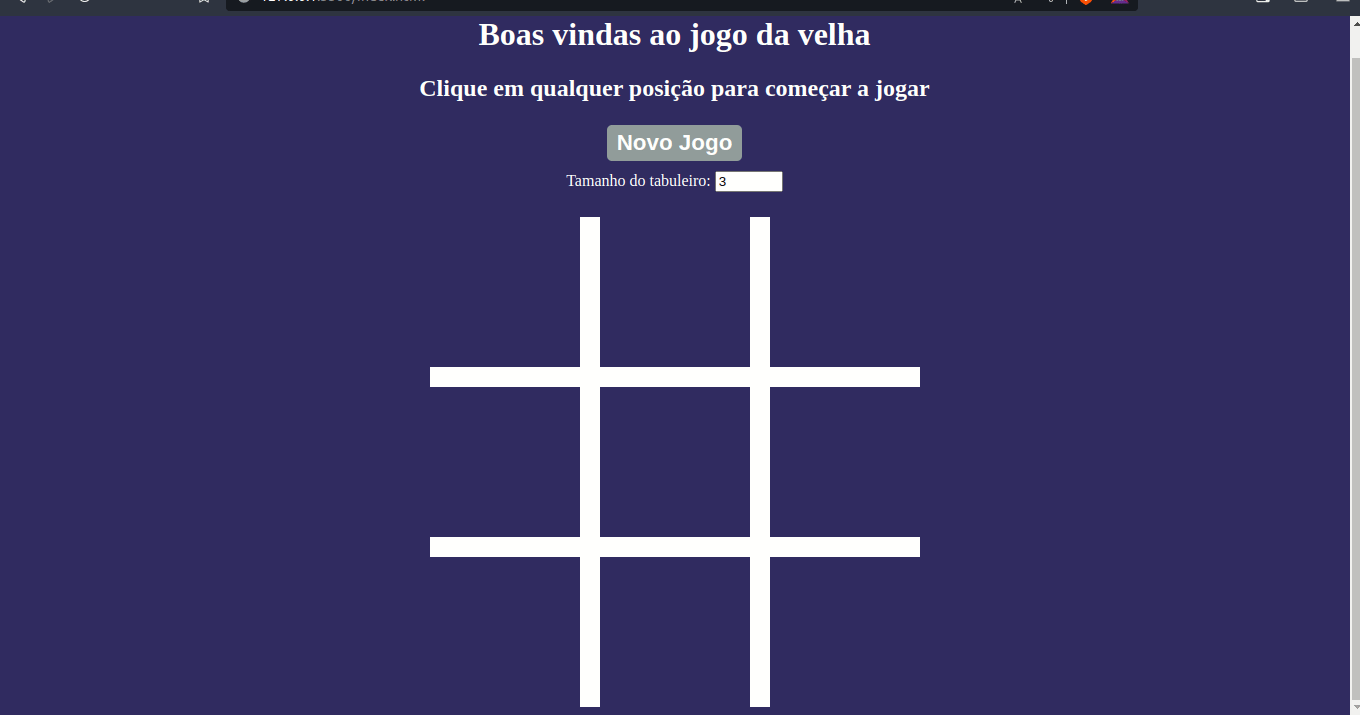 Boas vindas ao jogo da velha
Clique em qualquer posição para começar a jogar
Novo Jogo
Tamanho do tabuleiro: 3